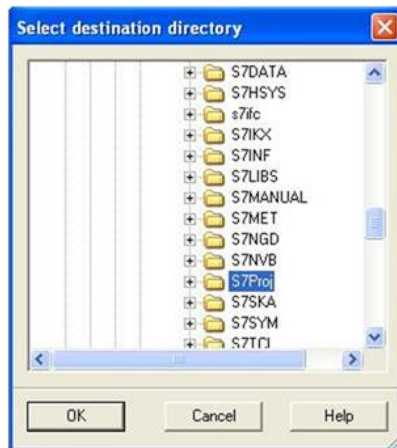 Select destination directory
S7DATA
S7HSYS
s7ifc
S7IKX
S7INF
S7LIBS
S7MANUAL
S7MET
S7NGD
S7NVB
S7Proj
S7SKA
S7SYM
S7TCI
OK
Cancel
Help